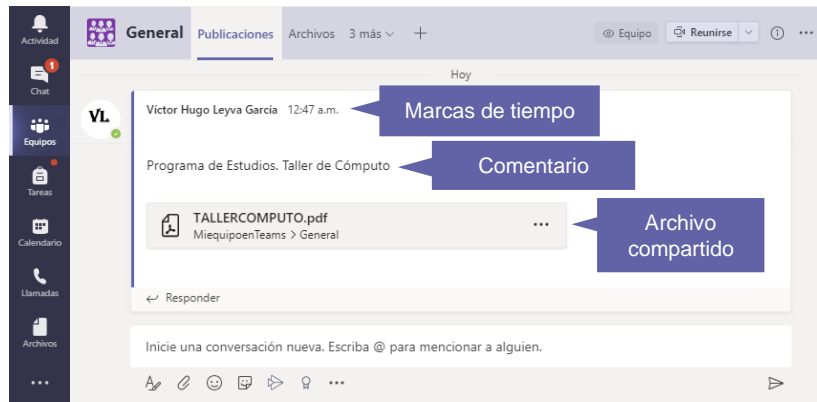 Actividad
Chat
1
Equipos
Tareas
Calendario
Llamadas
Archivos
General Publicaciones Archivos 3 más Equipo Reunirse
Hoy
VL
Víctor Hugo Leyva García 12:47 a.m.
Marcas de tiempo
Programa de Estudios. Taller de Cómputo
Comentario
TALLERCOMPUTO.pdf
MiequipoenTeams > General
Archivo
compartido
Responder
Inicie una conversación nueva. Escriba @ para mencionar a alguien.